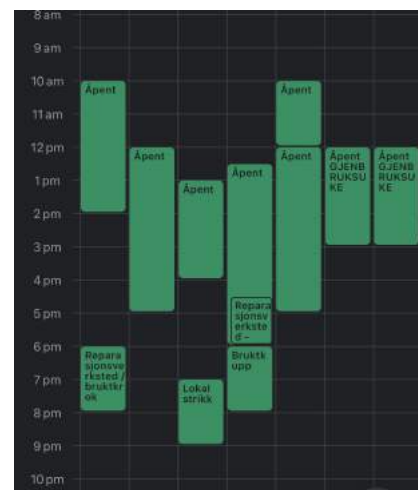 8 am
9 am
10 am
11 am
12 pm
1 pm
2 pm
3 pm
4 pm
5 pm
6 pm
7 pm
8 pm
9 pm
10 pm
Åpent
Repara
sjonsve
rksted /
bruktkr
ok
Åpent
Åpent
Lokal
strikk
Åpent
Repara
sjonsv
erkste
d –
Bruktk
upp
Åpent
Åpent
Åpent
GJENB
RUKSU
KE
Åpent
GJENB
RUKSU
KE